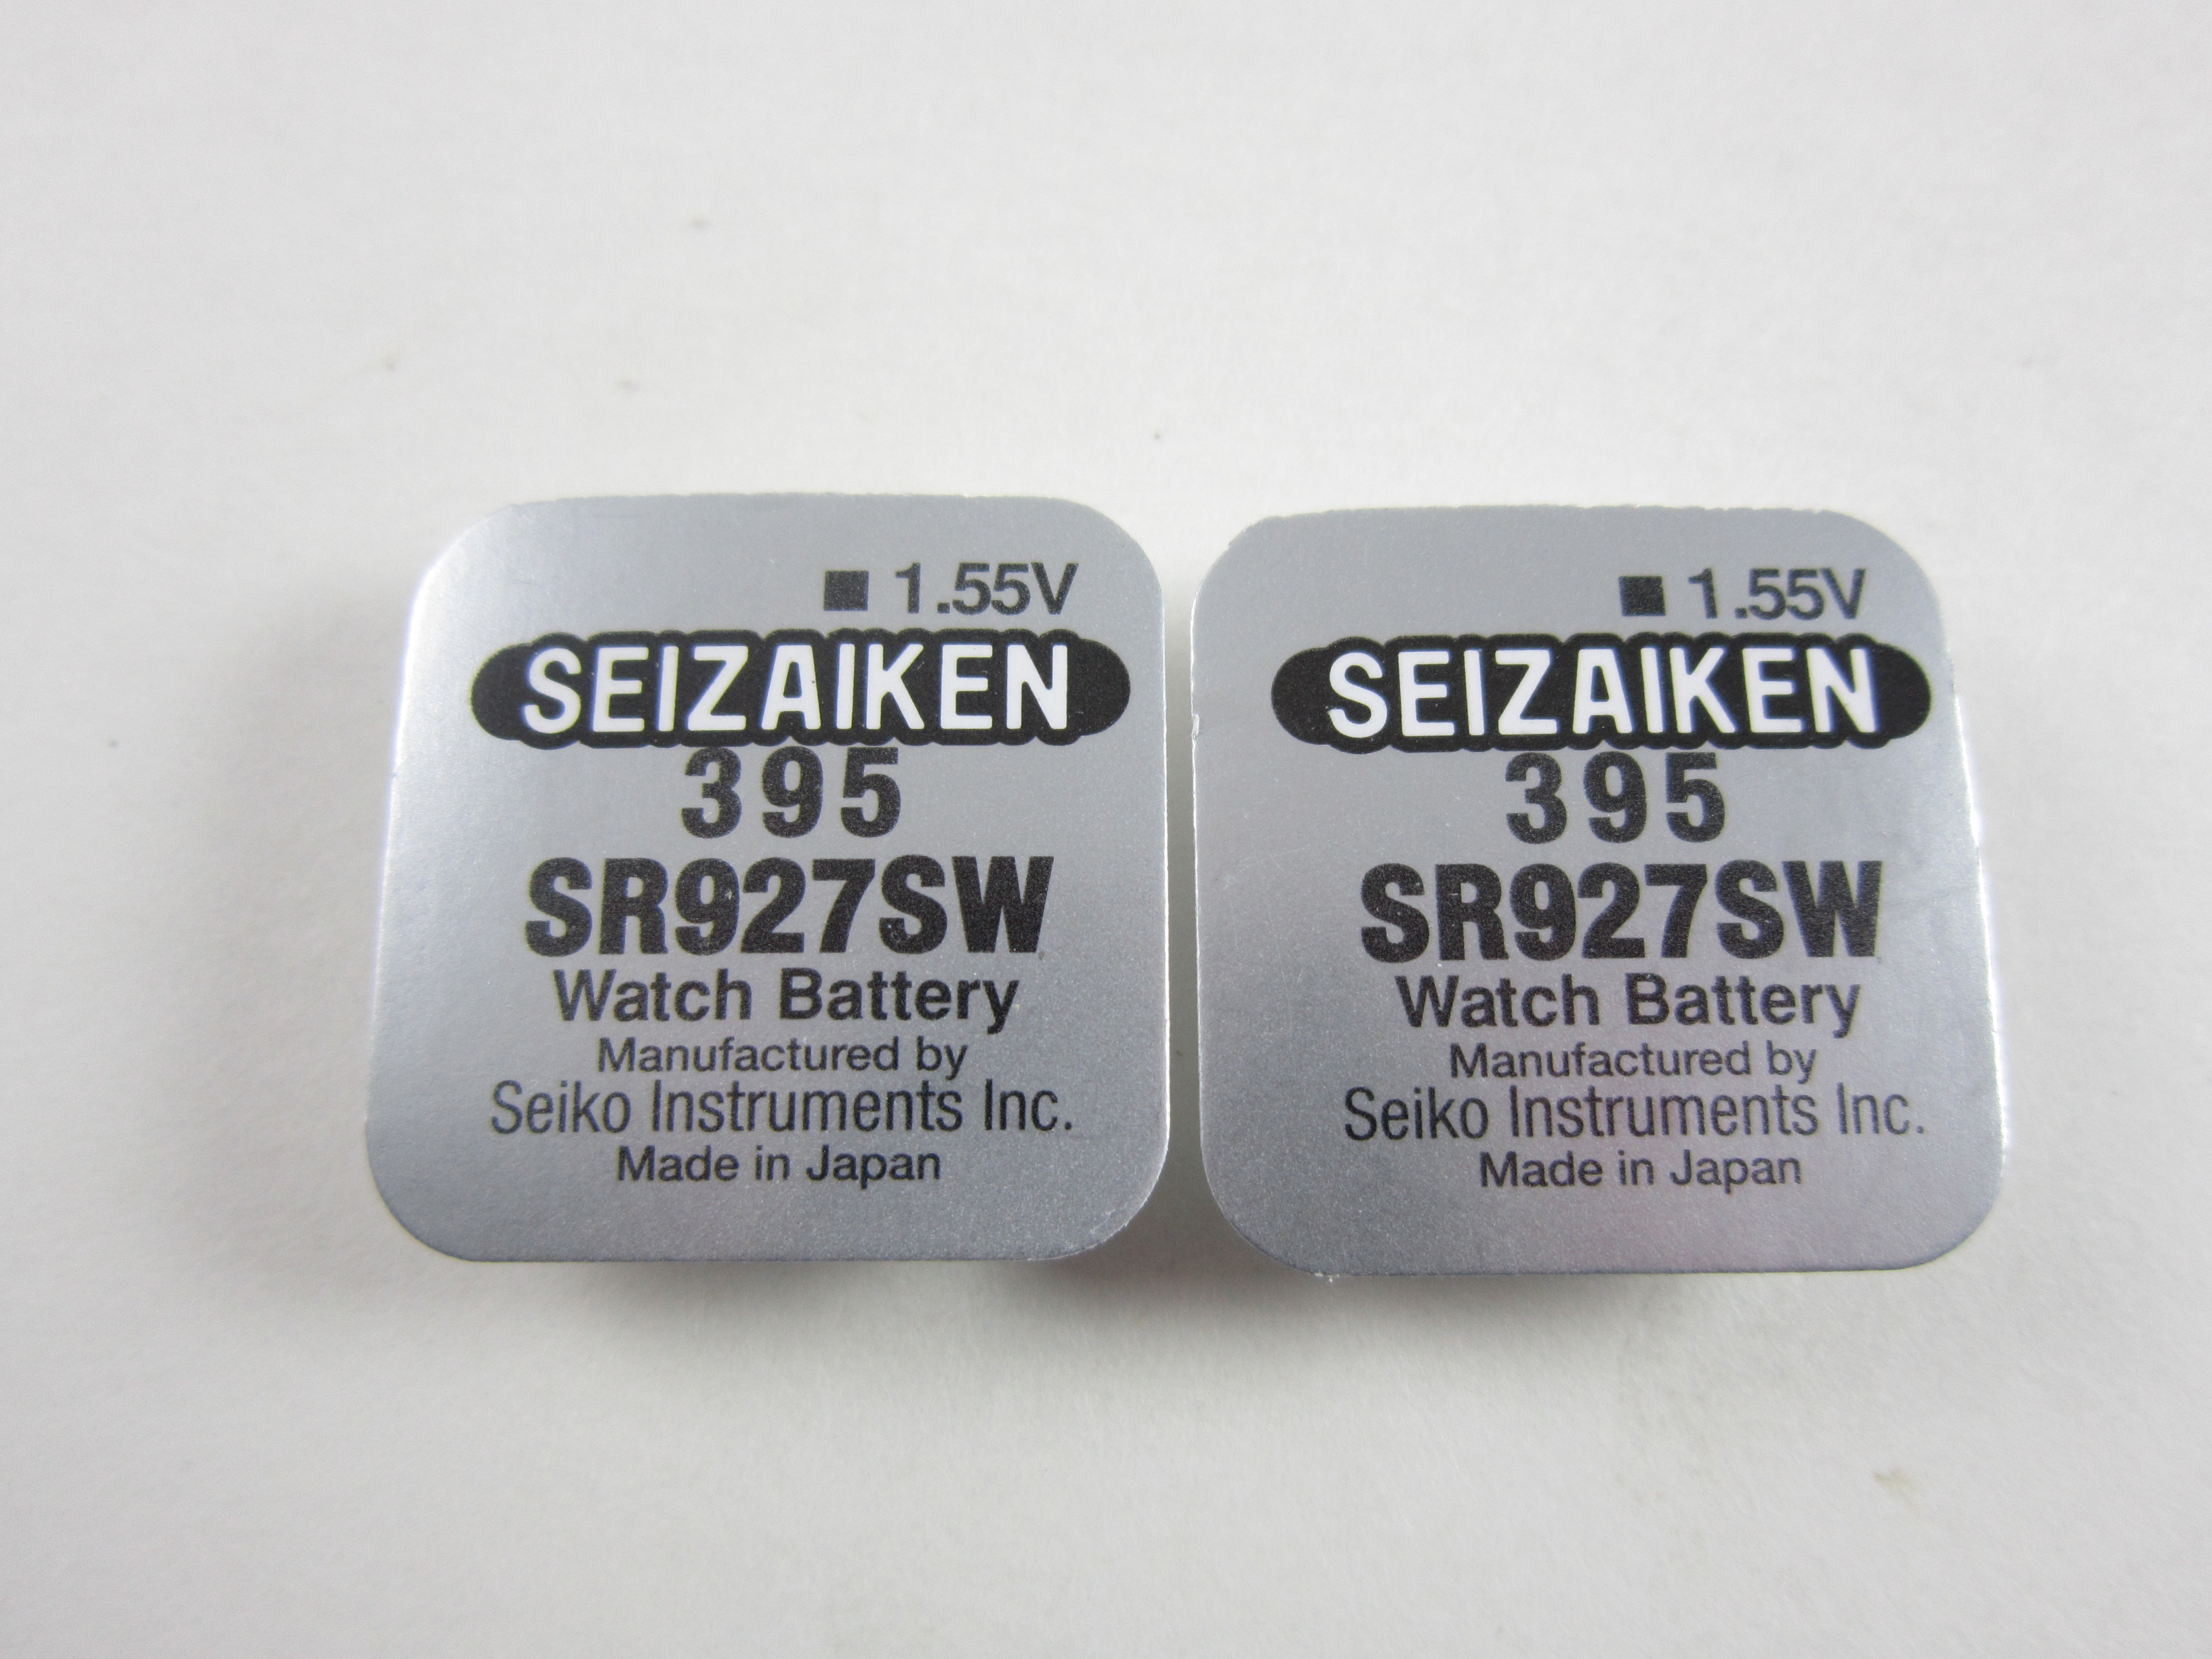 ■ 1.55V
SEIZAIKEN
395
SR927SW
Watch Battery
Manufactured by
Seiko Instruments Inc.
Made in Japan
■ 1.55V
SEIZAIKEN
395
SR927SW
Watch Battery
Manufactured by
Seiko Instruments Inc.
Made in Japan